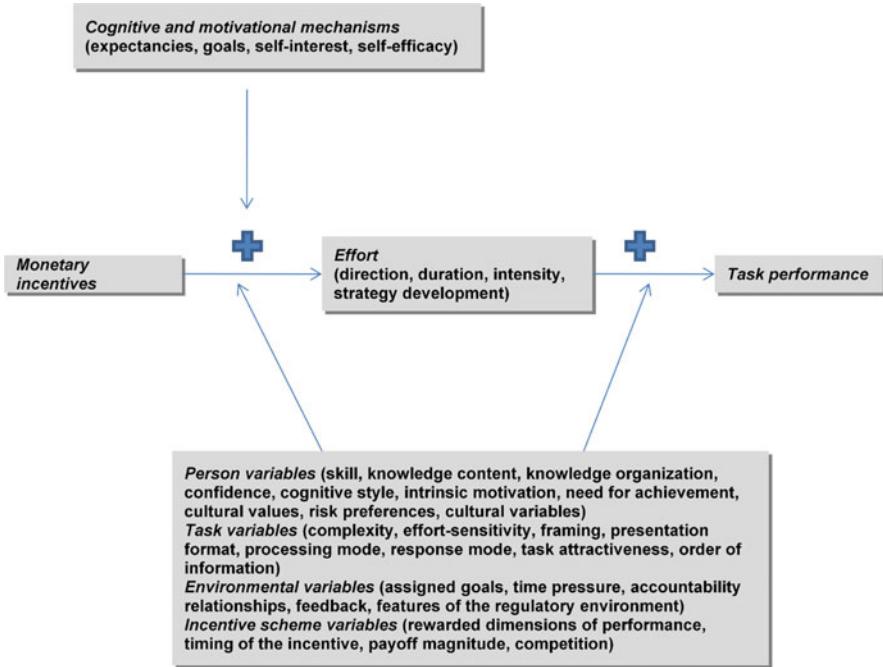 Cognitive and motivational mechanisms
(expectancies, goals, self-interest, self-efficacy)
Monetary
incentives
Effort
(direction, duration, intensity,
strategy development)
Task performance
Person variables (skill, knowledge content, knowledge organization,
confidence, cognitive style, intrinsic motivation, need for achievement,
cultural values, risk preferences, cultural variables)
Task variables (complexity, effort-sensitivity, framing, presentation
format, processing mode, response mode, task attractiveness, order of
information)
Environmental variables (assigned goals, time pressure, accountability
relationships, feedback, features of the regulatory environment)
Incentive scheme variables (rewarded dimensions of performance,
timing of the incentive, payoff magnitude, competition)